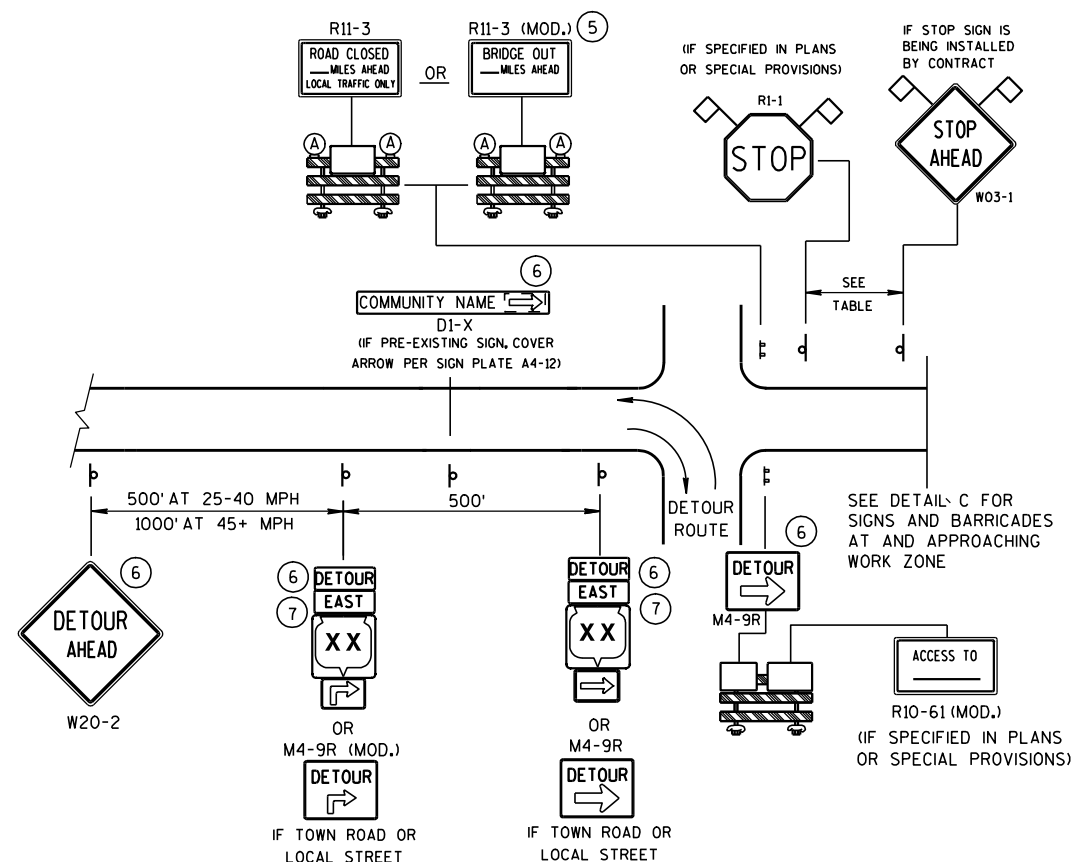 R11-3
ROAD CLOSED
___MILES AHEAD
LOCAL TRAFFIC ONLY
OR
R11-3 (MOD.)
5
BRIDGE OUT
___MILES AHEAD
A
A
A
A
(IF SPECIFIED IN PLANS
OR SPECIAL PROVISIONS)
R1-1
STOP
IF STOP SIGN IS
BEING INSTALLED
BY CONTRACT
STOP
AHEAD
W03-1
SEE
TABLE
6
COMMUNITY NAME
D1-X
(IF PRE-EXISTING SIGN, COVER
ARROW PER SIGN PLATE A4-12)
500' AT 25-40 MPH
1000' AT 45+ MPH
500'
DETOUR
ROUTE
SEE DETAIL C FOR
SIGNS AND BARRICADES
AT AND APPROACHING
WORK ZONE
6
DETOUR
AHEAD
W20-2
6
7
DETOUR
EAST
XX
OR
M4-9R (MOD.)
DETOUR
IF TOWN ROAD OR
LOCAL STREET
DETOUR
EAST
XX
6
7
OR
M4-9R
DETOUR
IF TOWN ROAD OR
LOCAL STREET
6
DETOUR
M4-9R
ACCESS TO
R10-61 (MOD.)
(IF SPECIFIED IN PLANS
OR SPECIAL PROVISIONS)